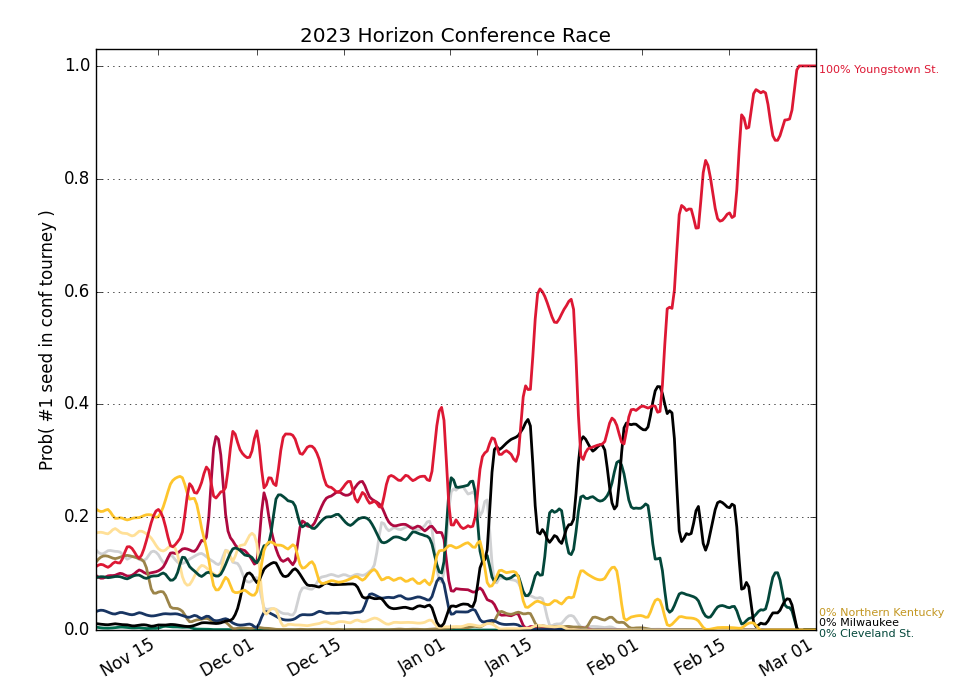 2023 Horizon Conference Race
Prob( #1 seed in conf tourney )
1.0
0.8
0.6
0.4
0.2
0.0
100% Youngstown St.
0% Northern Kentucky
0% Milwaukee
0% Cleveland St.
Nov 15
Dec 01
Dec 15
Jan 01
Jan 15
Feb 01
Feb 15
Mar 01